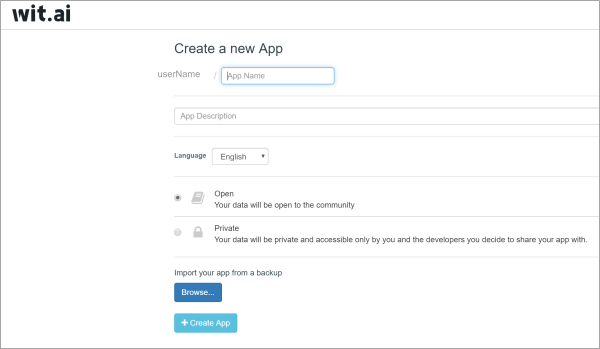 wit.ai
Create a new App
userName / App Name
App Description
Language English
Open
Your data will be open to the community
Private
Your data will be private and accessible only by you and the developers you decide to share your app with.
Import your app from a backup
Browse...
+ Create App